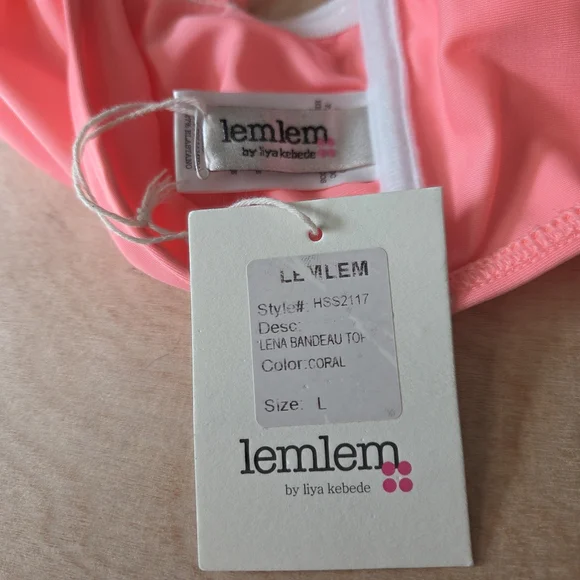 lemlem
by liya kebede
LEMLEM
Style#: HSS2117
Desc:
LENA BANDEAU TOP
Color:CORAL
Size: L
lemlem
by liya kebede